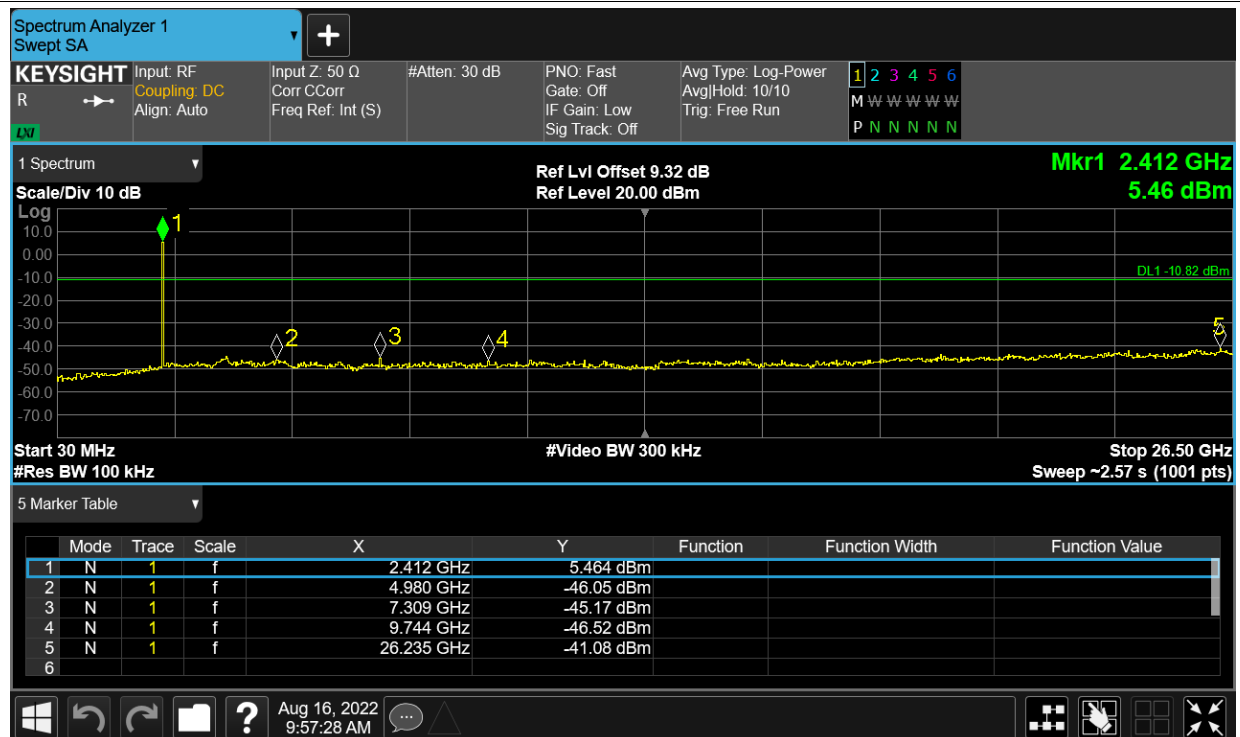 Spectrum Analyzer 1
Swept SA
KEYSIGHT
R
LXI
Input: RF
Coupling: DC
Align: Auto
Input Z: 50 Ω
Corr CCorr
Freq Ref: Int (S)
#Atten: 30 dB
PNO: Fast
Gate: Off
IF Gain: Low
Sig Track: Off
Avg Type: Log-Power
Avg|Hold: 10/10
Trig: Free Run
1 2 3 4 5 6
M W W W W W
P N N N N N
1 Spectrum
Scale/Div 10 dB
Ref Lvl Offset 9.32 dB
Ref Level 20.00 dBm
Mkr1 2.412 GHz
5.46 dBm
Log
10.0
0.00
-10.0
-20.0
-30.0
-40.0
-50.0
-60.0
-70.0
1
2
3
4
5
DL1 -10.82 dBm
Start 30 MHz
#Res BW 100 kHz
#Video BW 300 kHz
Stop 26.50 GHz
Sweep ~2.57 s (1001 pts)
5 Marker Table
Mode Trace Scale X Y Function Function Width Function Value
1 N 1 f 2.412 GHz 5.464 dBm
2 N 1 f 4.980 GHz -46.05 dBm
3 N 1 f 7.309 GHz -45.17 dBm
4 N 1 f 9.744 GHz -46.52 dBm
5 N 1 f 26.235 GHz -41.08 dBm
6
?
Aug 16, 2022
9:57:28 AM